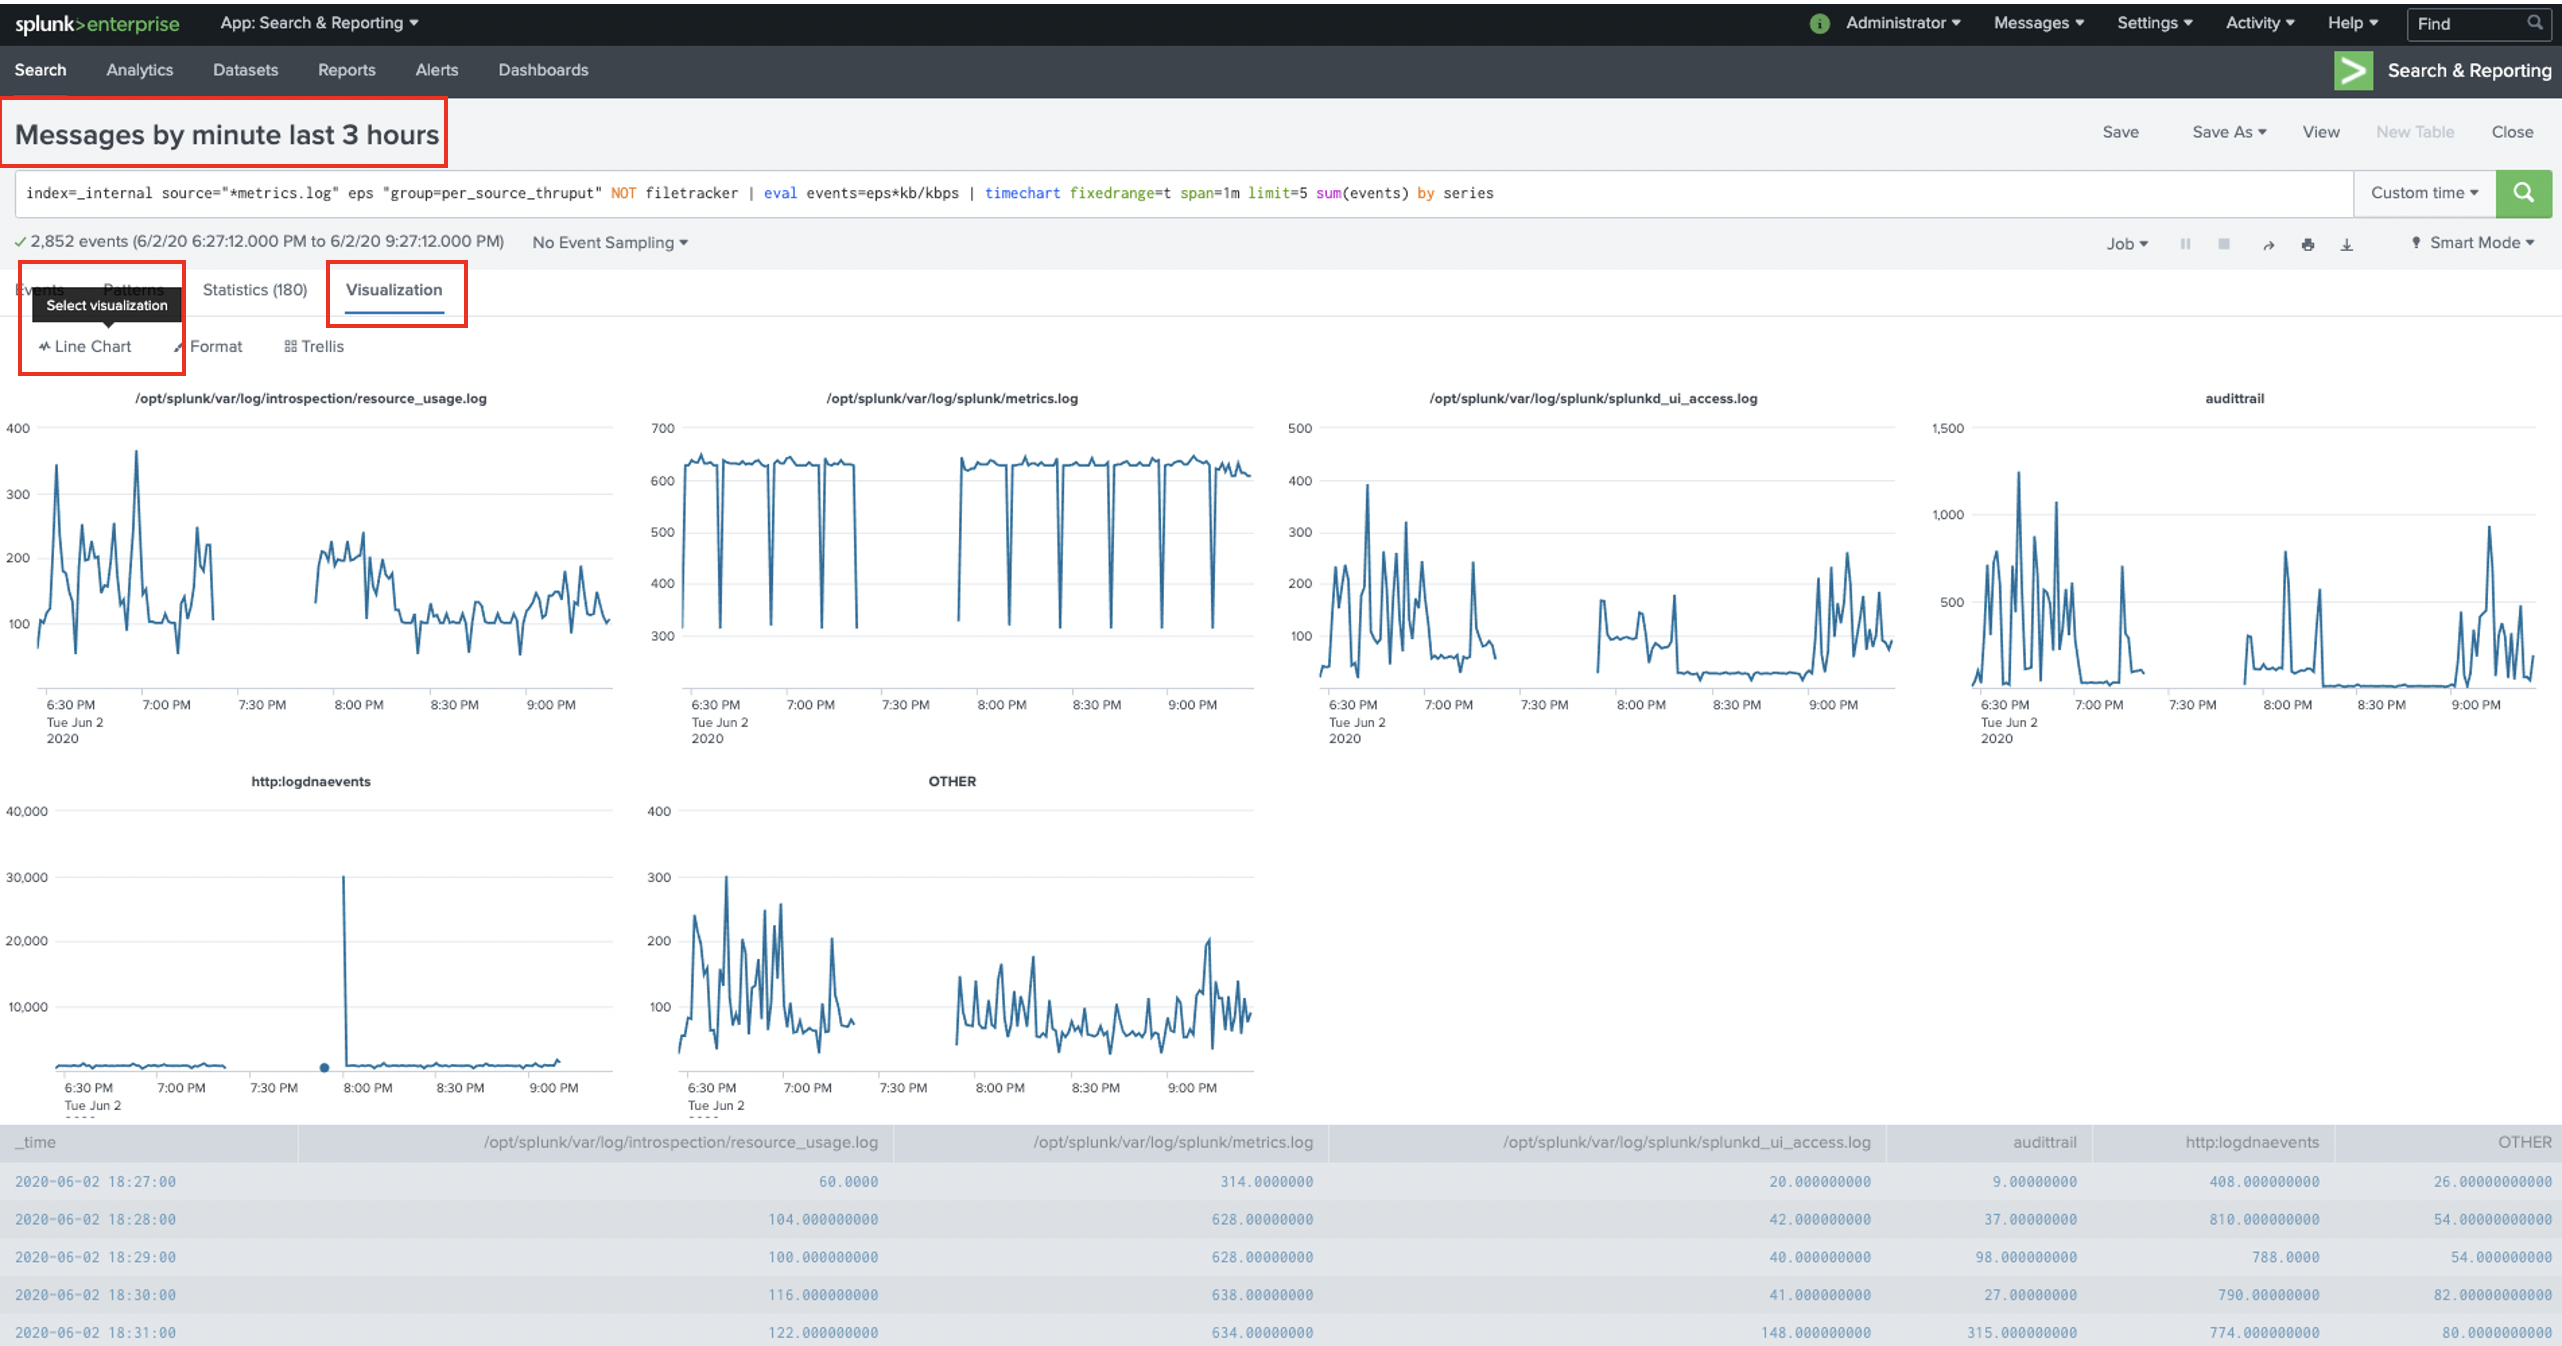 splunk>enterprise App: Search & Reporting Administrator Messages Settings Activity Help Find
Search Analytics Datasets Reports Alerts Dashboards Search & Reporting
Messages by minute last 3 hours Save Save As View New Table Close
index=_internal source="*metrics.log" eps "group=per_source_thruput" NOT filetracker | eval events=eps*kb/kbps | timechart fixedrange=t span=1m limit=5 sum(events) by series Custom time
2,852 events (6/2/20 6:27:12.000 PM to 6/2/20 9:27:12.000 PM) No Event Sampling Job Smart Mode
Events Patterns Statistics (180) Visualization
Select visualization
Line Chart Format Trellis
/opt/splunk/var/log/introspection/resource_usage.log
400
300
200
100
6:30 PM 7:00 PM 7:30 PM 8:00 PM 8:30 PM 9:00 PM
Tue Jun 2
2020
/opt/splunk/var/log/splunk/metrics.log
700
600
500
400
300
6:30 PM 7:00 PM 7:30 PM 8:00 PM 8:30 PM 9:00 PM
Tue Jun 2
2020
/opt/splunk/var/log/splunk/splunkd_ui_access.log
500
400
300
200
100
6:30 PM 7:00 PM 7:30 PM 8:00 PM 8:30 PM 9:00 PM
Tue Jun 2
2020
audittrail
1,500
1,000
500
6:30 PM 7:00 PM 7:30 PM 8:00 PM 8:30 PM 9:00 PM
Tue Jun 2
2020
http:logdnaevents
40,000
30,000
20,000
10,000
6:30 PM 7:00 PM 7:30 PM 8:00 PM 8:30 PM 9:00 PM
Tue Jun 2
OTHER
400
300
200
100
6:30 PM 7:00 PM 7:30 PM 8:00 PM 8:30 PM 9:00 PM
Tue Jun 2
_time /opt/splunk/var/log/introspection/resource_usage.log /opt/splunk/var/log/splunk/metrics.log /opt/splunk/var/log/splunk/splunkd_ui_access.log audittrail http:logdnaevents OTHER
2020-06-02 18:27:00 60.0000 314.0000000 20.000000000 9.00000000 408.000000000 26.00000000000
2020-06-02 18:28:00 104.000000000 628.00000000 42.000000000 37.00000000 810.000000000 54.000000000
2020-06-02 18:29:00 100.000000000 628.00000000 40.000000000 98.000000000 788.0000 54.000000000
2020-06-02 18:30:00 116.000000000 638.00000000 41.000000000 27.00000000 790.00000000 82.00000000000
2020-06-02 18:31:00 122.000000000 634.00000000 148.000000000 315.000000000 774.000000000 80.0000000000